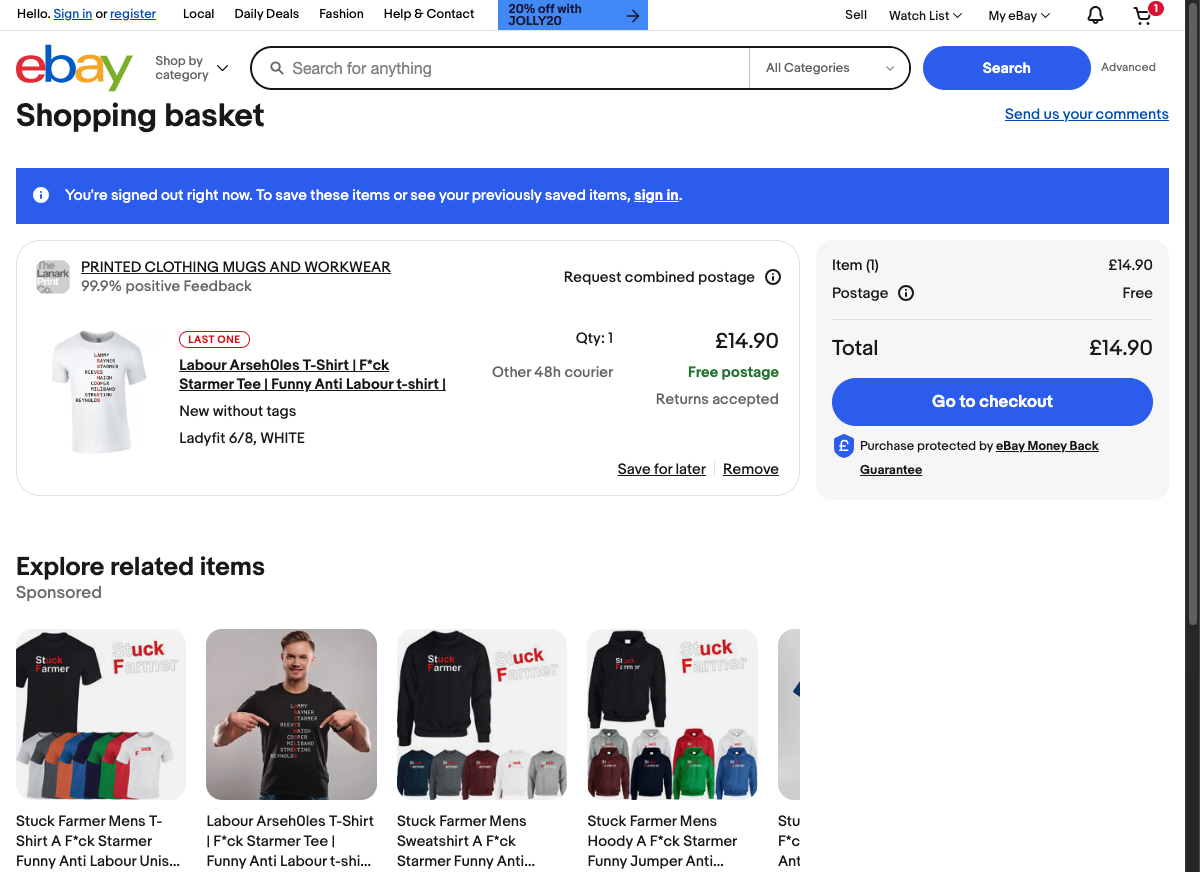 Hello. Sign in or register
Local
Daily Deals
Fashion
Help & Contact
20% off with
JOLLY20
Sell
Watch List
My eBay
1
ebay
Shop by
category
Search for anything
All Categories
Search
Advanced
Shopping basket
Send us your comments
You're signed out right now. To save these items or see your previously saved items, sign in.
The
Lanark
Print
Co.
PRINTED CLOTHING MUGS AND WORKWEAR
99.9% positive Feedback
Request combined postage
LAMMY
RAYNER
STARMER
REEVES
HAIGH
COOPER
MILIBAND
STREETING
REYNOLDS
LAST ONE
Labour Arseh0les T-Shirt | F*ck
Starmer Tee | Funny Anti Labour t-shirt |
New without tags
Ladyfit 6/8, WHITE
Qty: 1
£14.90
Other 48h courier
Free postage
Returns accepted
Save for later
Remove
Item (1)
£14.90
Postage
Free
Total
£14.90
Go to checkout
£
Purchase protected by eBay Money Back
Guarantee
Explore related items
Sponsored
Stuck
Farmer
Stuck
Farmer
LAMMY
RAYNER
STARMER
REEVES
HAIGH
COOPER
MILIBAND
STREETING
REYNOLDS
Stuck
Farmer
Stuck
Farmer
Stuck
Farmer
Stuck
Farmer
Stuck Farmer Mens T-
Shirt A F*ck Starmer
Funny Anti Labour Unis...
Labour Arseh0les T-Shirt
| F*ck Starmer Tee |
Funny Anti Labour t-shi...
Stuck Farmer Mens
Sweatshirt A F*ck
Starmer Funny Anti...
Stuck Farmer Mens
Hoody A F*ck Starmer
Funny Jumper Anti...
Stu
F*c
Ant